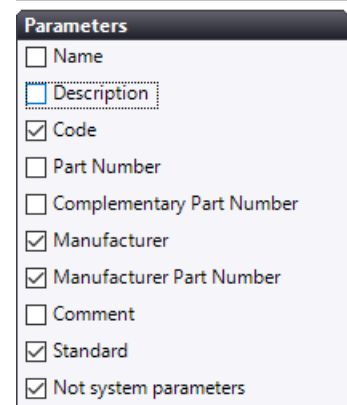 Parameters
Name
Description
Code
Part Number
Complementary Part Number
Manufacturer
Manufacturer Part Number
Comment
Standard
Not system parameters